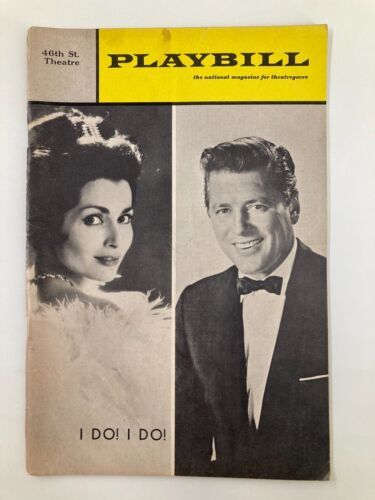 46th St.
Theatre
PLAYBILL
the national magazine for theatregoers
I DO! I DO!